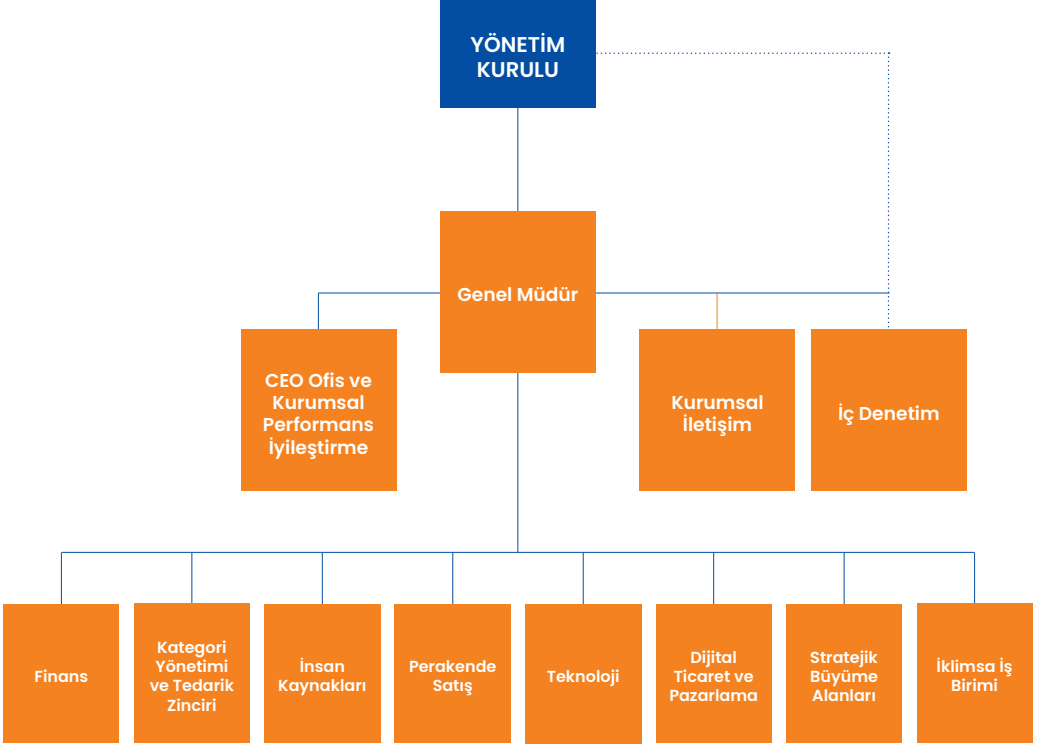 YÖNETİM
KURULU
Genel Müdür
CEO Ofis ve
Kurumsal
Performans
İyileştirme
Kurumsal
İletişim
İç Denetim
Finans
Kategori
Yönetimi
ve Tedarik
Zinciri
İnsan
Kaynakları
Perakende
Satış
Teknoloji
Dijital
Ticaret ve
Pazarlama
Stratejik
Büyüme
Alanları
İklimsa İş
Birimi